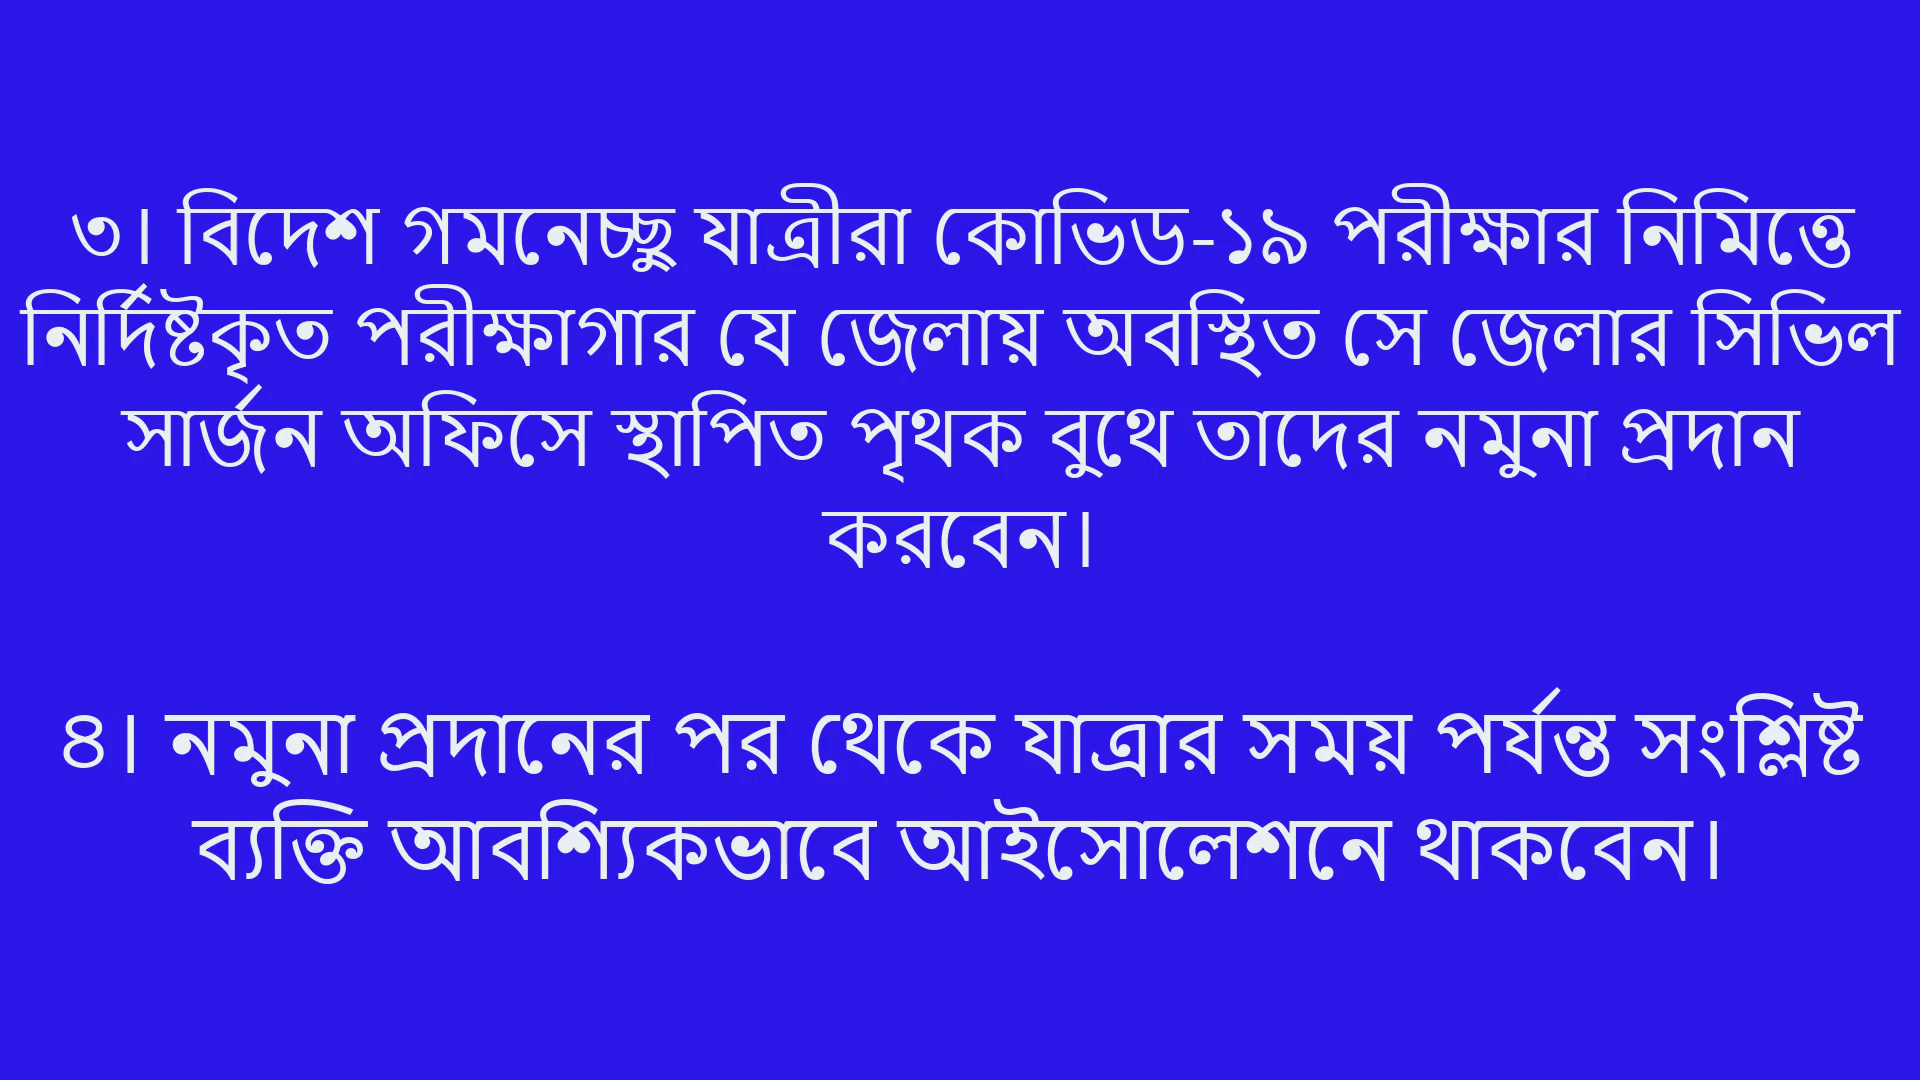 ৩। বিদেশ গমনেচ্ছু যাত্রীরা কোভিড-১৯ পরীক্ষার নিমিত্তে
নির্দিষ্টকৃত পরীক্ষাগার যে জেলায় অবস্থিত সে জেলার সিভিল
সার্জন অফিসে স্থাপিত পৃথক বুথে তাদের নমুনা প্রদান
করবেন।
৪। নমুনা প্রদানের পর থেকে যাত্রার সময় পর্যন্ত সংশ্লিষ্ট
ব্যক্তি আবশ্যিকভাবে আইসোলেশনে থাকবেন।